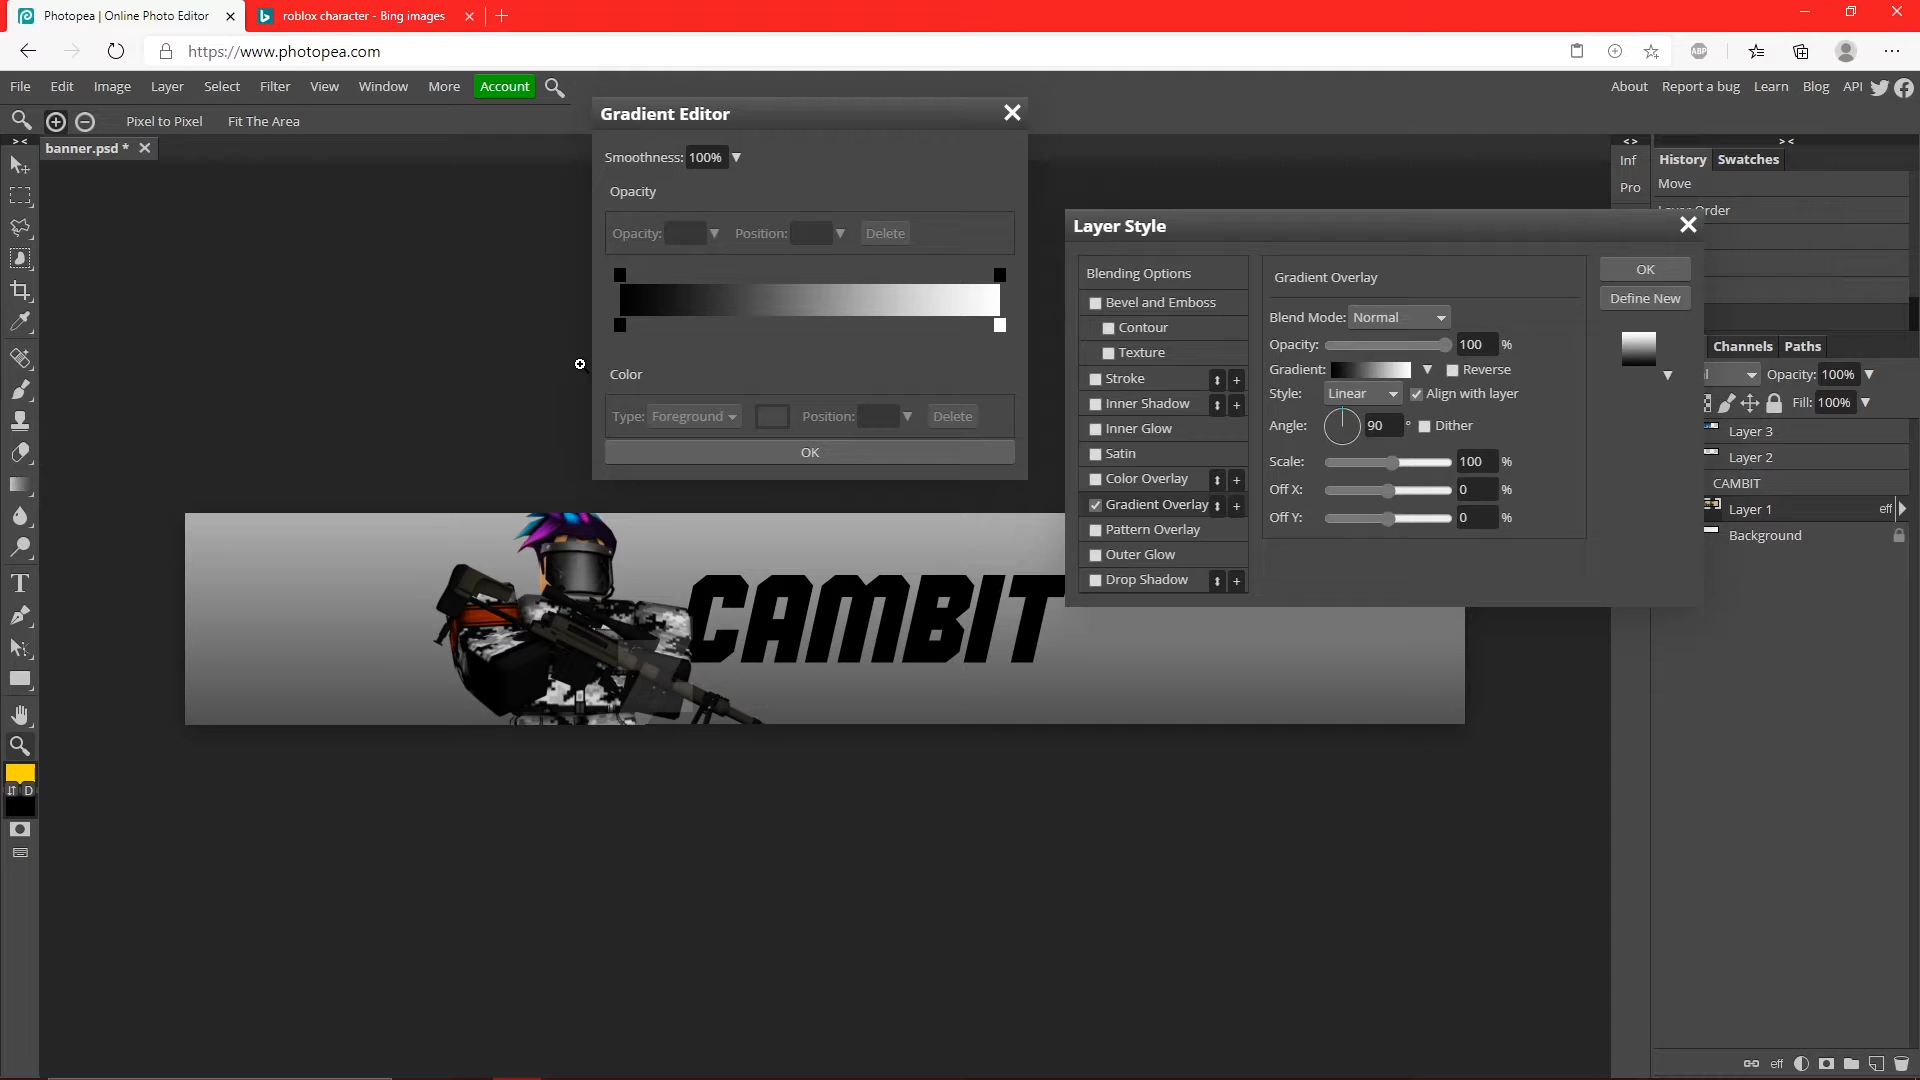 Photopea | Online Photo Editor
roblox character - Bing images
https://www.photopea.com
ABP
File Edit Image Layer Select Filter View Window More Account
About Report a bug Learn Blog API
Pixel to Pixel Fit The Area
banner.psd *
Gradient Editor
Smoothness: 100%
Opacity
Opacity: Position: Delete
Color
Type: Foreground Position: Delete
OK
Layer Style
Blending Options
Bevel and Emboss
Contour
Texture
Stroke
Inner Shadow
Inner Glow
Satin
Color Overlay
Gradient Overlay
Pattern Overlay
Outer Glow
Drop Shadow
Gradient Overlay
Blend Mode: Normal
Opacity: 100 %
Gradient: Reverse
Style: Linear Align with layer
Angle: 90 ° Dither
Scale: 100 %
Off X: 0 %
Off Y: 0 %
OK
Define New
Inf
Pro
History Swatches
Move
Layer Order
Channels Paths
Opacity: 100%
Fill: 100%
Layer 3
Layer 2
CAMBIT
Layer 1 eff
Background
CAMBIT
D
eff